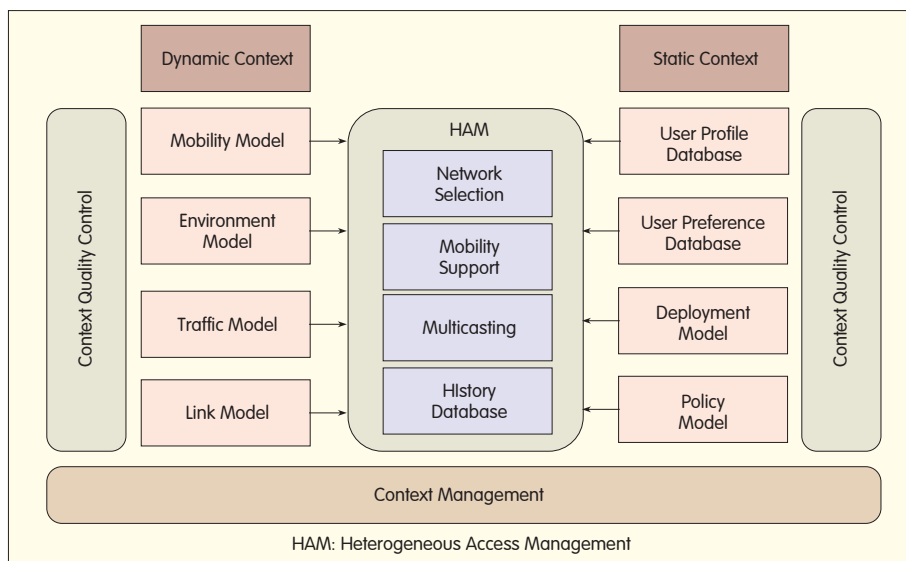 Dynamic Context
Static Context
Context Quality Control
Mobility Model
Environment
Model
Traffic Model
Link Model
HAM
Network
Selection
Mobility
Support
Multicasting
HIstory
Database
User Profile
Database
User Preference
Database
Deployment
Model
Policy
Model
Context Quality Control
Context Management
HAM: Heterogeneous Access Management